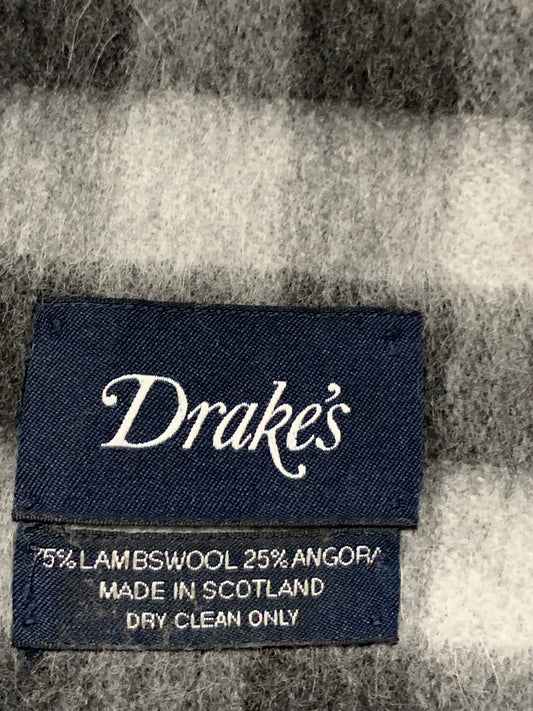 Drake's
75% LAMBSWOOL 25% ANGORA
MADE IN SCOTLAND
DRY CLEAN ONLY